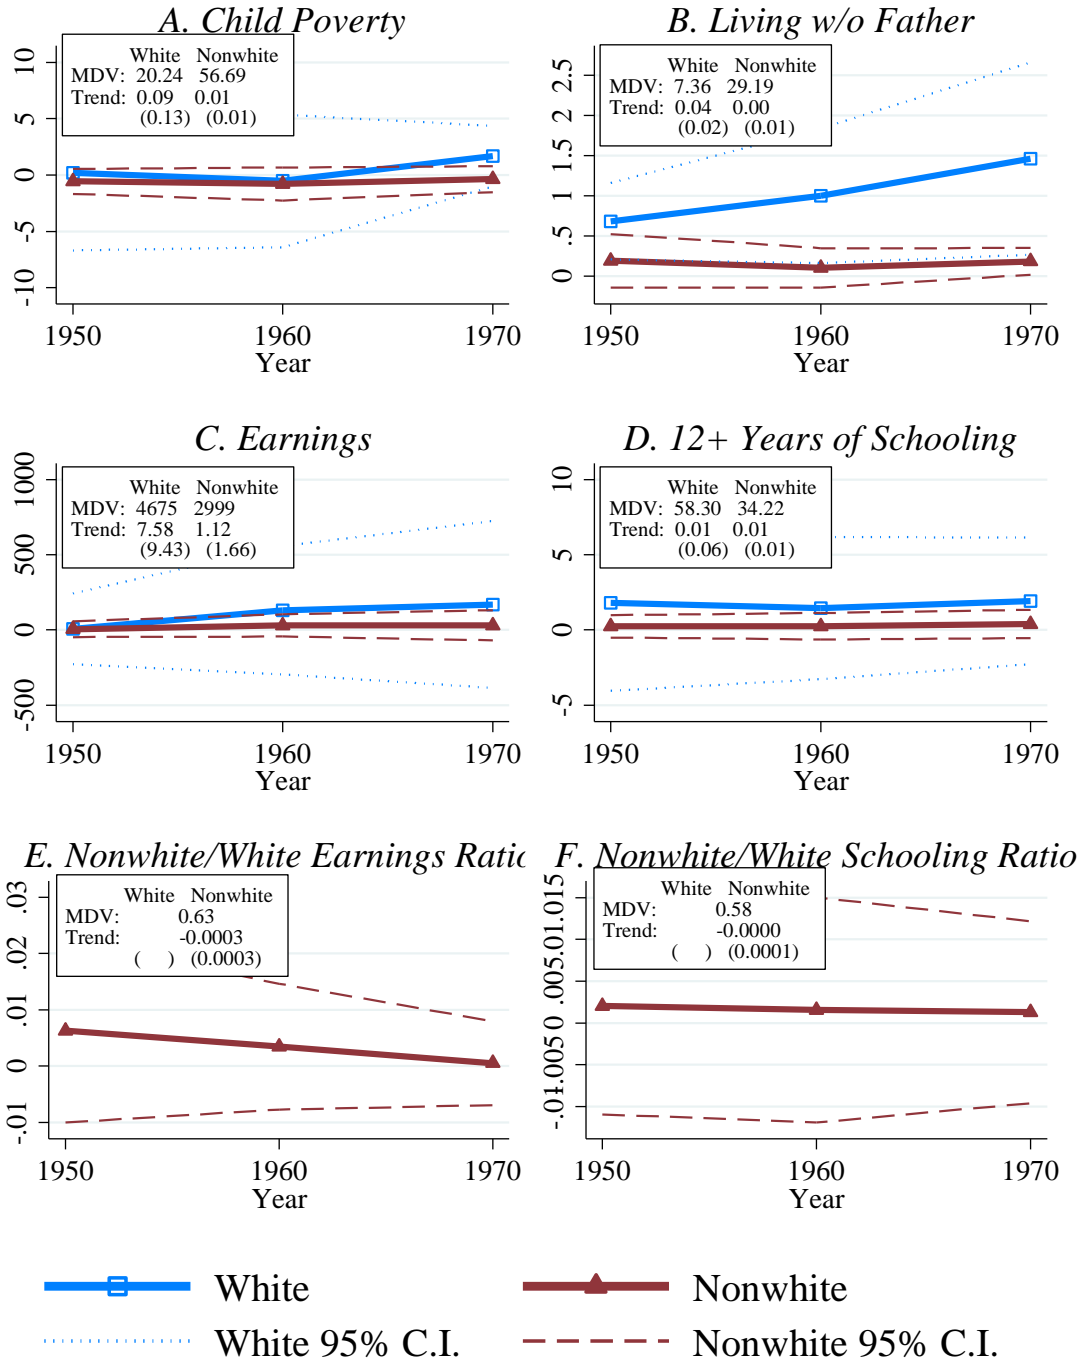 A. Child Poverty
White Nonwhite
MDV: 20.24 56.69
Trend: 0.09 0.01
(0.13) (0.01)
10
5
0
-5
-10
1950 1960 1970
Year
B. Living w/o Father
White Nonwhite
MDV: 7.36 29.19
Trend: 0.04 0.00
(0.02) (0.01)
2.5
2
1.5
1
.5
0
1950 1960 1970
Year
C. Earnings
White Nonwhite
MDV: 4675 2999
Trend: 7.58 1.12
(9.43) (1.66)
1000
500
0
-500
1950 1960 1970
Year
D. 12+ Years of Schooling
White Nonwhite
MDV: 58.30 34.22
Trend: 0.01 0.01
(0.06) (0.01)
10
5
0
-5
1950 1960 1970
Year
E. Nonwhite/White Earnings Ratio
White Nonwhite
MDV: 0.63
Trend: -0.0003
( ) (0.0003)
.03
.02
.01
0
-.01
1950 1960 1970
Year
F. Nonwhite/White Schooling Ratio
White Nonwhite
MDV: 0.58
Trend: -0.0000
( ) (0.0001)
.015
.01
.005
0
-.005
-.01
1950 1960 1970
Year
White
Nonwhite
White 95% C.I.
Nonwhite 95% C.I.